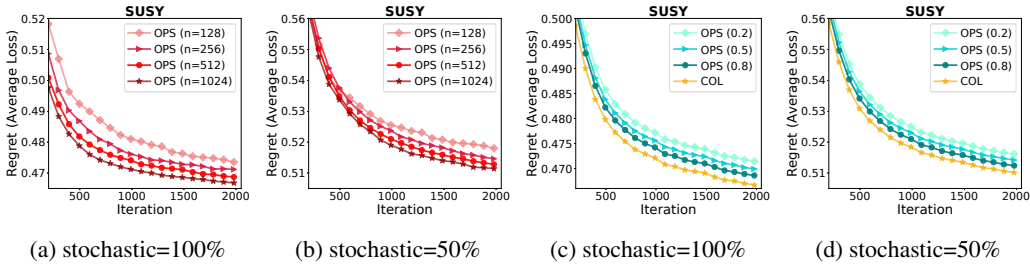 SUSY
Regret (Average Loss)
0.52
0.51
0.50
0.49
0.48
0.47
OPS (n=128)
OPS (n=256)
OPS (n=512)
OPS (n=1024)
500 1000 1500 2000
Iteration
(a) stochastic=100%
SUSY
Regret (Average Loss)
0.56
0.55
0.54
0.53
0.52
0.51
OPS (n=128)
OPS (n=256)
OPS (n=512)
OPS (n=1024)
500 1000 1500 2000
Iteration
(b) stochastic=50%
SUSY
Regret (Average Loss)
0.500
0.495
0.490
0.485
0.480
0.475
0.470
OPS (0.2)
OPS (0.5)
OPS (0.8)
COL
500 1000 1500 2000
Iteration
(c) stochastic=100%
SUSY
Regret (Average Loss)
0.56
0.55
0.54
0.53
0.52
0.51
OPS (0.2)
OPS (0.5)
OPS (0.8)
COL
500 1000 1500 2000
Iteration
(d) stochastic=50%